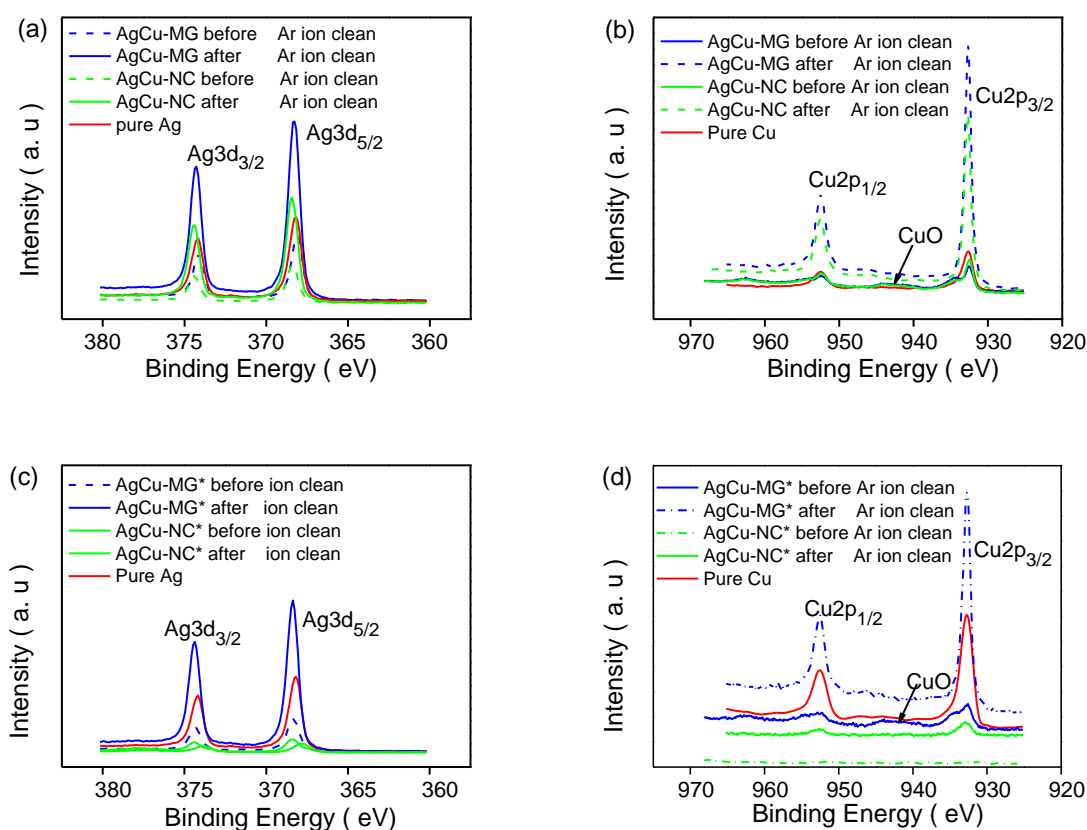 (a)
AgCu-MG before Ar ion clean
AgCu-MG after Ar ion clean
AgCu-NC before Ar ion clean
AgCu-NC after Ar ion clean
pure Ag
Ag3d3/2
Ag3d5/2
Intensity ( a. u )
380 375 370 365 360
Binding Energy ( eV)
(b)
AgCu-MG before Ar ion clean
AgCu-MG after Ar ion clean
AgCu-NC before Ar ion clean
AgCu-NC after Ar ion clean
Pure Cu
Cu2p3/2
Cu2p1/2
CuO
Intensity ( a. u )
970 960 950 940 930 920
Binding Energy ( eV)
(c)
AgCu-MG* before ion clean
AgCu-MG* after ion clean
AgCu-NC* before ion clean
AgCu-NC* after ion clean
Pure Ag
Ag3d3/2
Ag3d5/2
Intensity ( a. u )
380 375 370 365 360
Binding Energy ( eV)
(d)
AgCu-MG* before Ar ion clean
AgCu-MG* after Ar ion clean
AgCu-NC* before Ar ion clean
AgCu-NC* after Ar ion clean
Pure Cu
Cu2p3/2
Cu2p1/2
CuO
Intensity ( a. u )
970 960 950 940 930 920
Binding Energy ( eV)